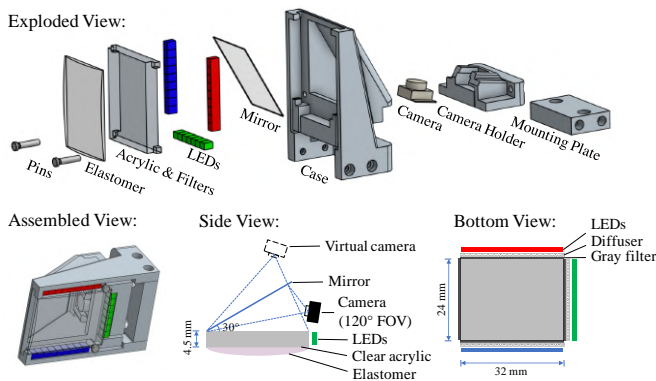 Exploded View:
Pins
Elastomer
Acrylic & Filters
LEDs
Mirror
Case
Camera
Camera Holder
Mounting Plate
Assembled View:
Side View:
Virtual camera
Mirror
Camera
(120° FOV)
30°
4.5 mm
LEDs
Clear acrylic
Elastomer
Bottom View:
LEDs
Diffuser
Gray filter
24 mm
32 mm